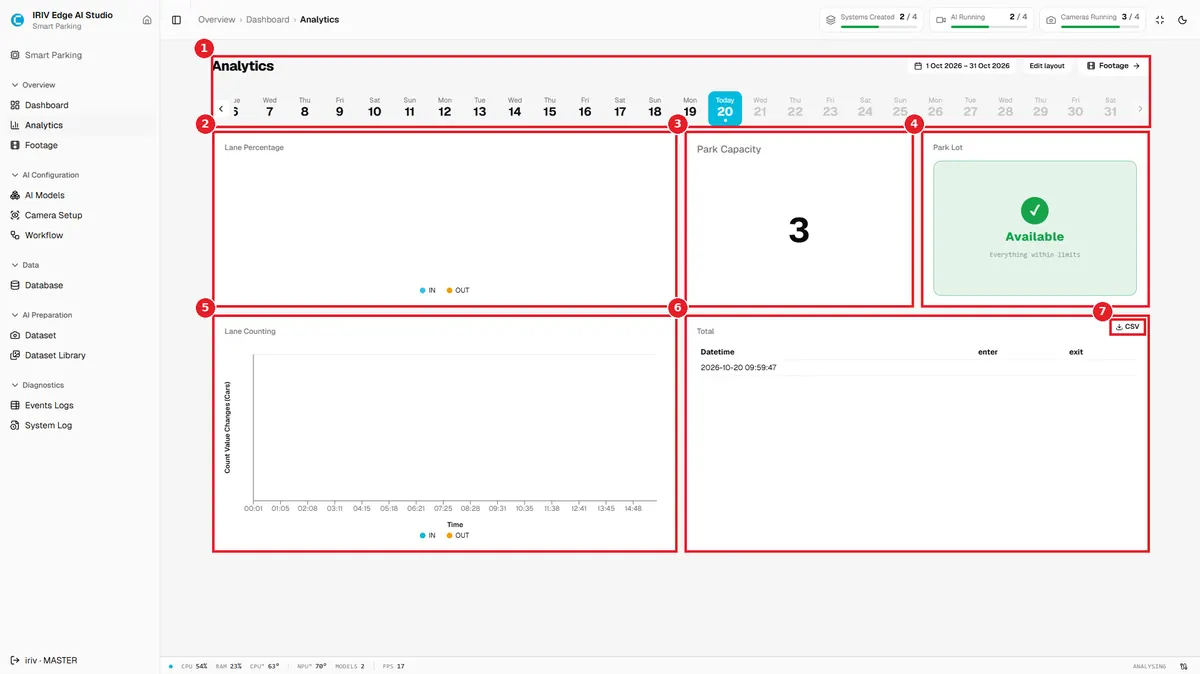 IRIV Edge AI Studio
Smart Parking
Smart Parking
Overview
Dashboard
Analytics
Footage
AI Configuration
AI Models
Camera Setup
Workflow
Data
Database
AI Preparation
Dataset
Dataset Library
Diagnostics
Events Logs
System Log
iriv · MASTER
Overview › Dashboard › Analytics
Systems Created 2 / 4
AI Running 2 / 4
Cameras Running 3 / 4
1
Analytics
1 Oct 2026 – 31 Oct 2026
Edit layout
Footage →
Wed Thu Fri Sat Sun Mon Tue Wed Thu Fri Sat Sun Mon Today Wed Thu Fri Sat Sun Mon Tue Wed Thu Fri Sat
7 8 9 10 11 12 13 14 15 16 17 18 19 20 21 22 23 24 25 26 27 28 29 30 31
2
Lane Percentage
IN OUT
3
Park Capacity
3
4
Park Lot
Available
Everything within limits
5
Lane Counting
Count Value Changes (Cars)
00:01 01:05 02:08 03:11 04:15 05:18 06:21 07:25 08:28 09:31 10:35 11:38 12:41 13:45 14:48
Time
IN OUT
6
Total
7
CSV
Datetime enter exit
2026-10-20 09:59:47
CPU 54% RAM 23% CPU° 63° NPU° 70° MODELS 2 FPS 17
ANALYSING